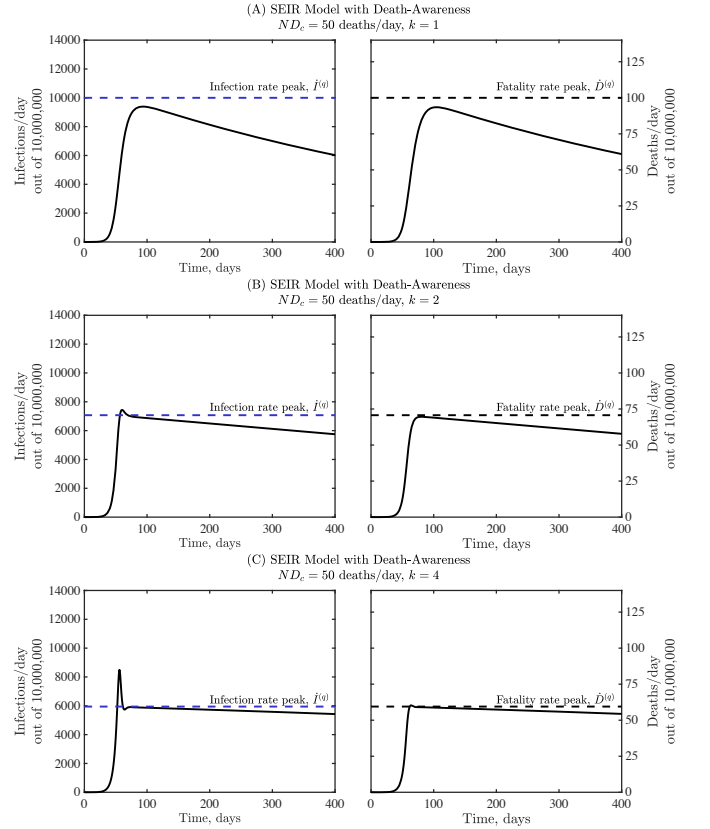 (A) SEIR Model with Death-Awareness
ND_c = 50 deaths/day, k = 1
Infections/day
out of 10,000,000
14000
12000
10000
8000
6000
4000
2000
0
Infection rate peak, İ^(q)
0 100 200 300 400
Time, days
Fatality rate peak, Ḋ^(q)
125
100
75
50
25
0
Deaths/day
out of 10,000,000
0 100 200 300 400
Time, days
(B) SEIR Model with Death-Awareness
ND_c = 50 deaths/day, k = 2
Infections/day
out of 10,000,000
14000
12000
10000
8000
6000
4000
2000
0
Infection rate peak, İ^(q)
0 100 200 300 400
Time, days
Fatality rate peak, Ḋ^(q)
125
100
75
50
25
0
Deaths/day
out of 10,000,000
0 100 200 300 400
Time, days
(C) SEIR Model with Death-Awareness
ND_c = 50 deaths/day, k = 4
Infections/day
out of 10,000,000
14000
12000
10000
8000
6000
4000
2000
0
Infection rate peak, İ^(q)
0 100 200 300 400
Time, days
Fatality rate peak, Ḋ^(q)
125
100
75
50
25
0
Deaths/day
out of 10,000,000
0 100 200 300 400
Time, days